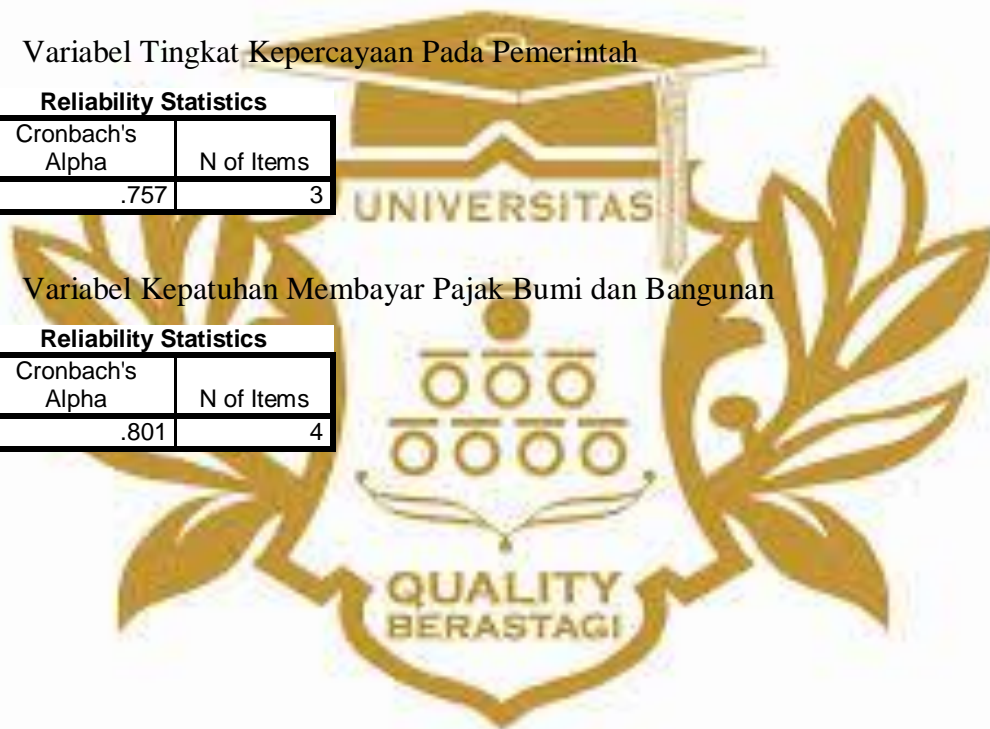 Variabel Tingkat Kepercayaan Pada Pemerintah
Reliability Statistics
Cronbach's
Alpha N of Items
.757 3
UNIVERSITAS
Variabel Kepatuhan Membayar Pajak Bumi dan Bangunan
Reliability Statistics
Cronbach's
Alpha N of Items
.801 4
QUALITY
BERASTAGI